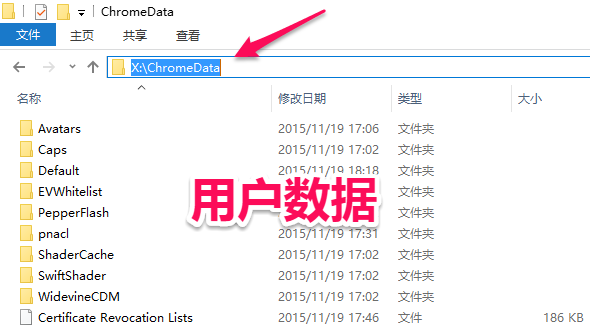 ChromeData
文件 主页 共享 查看
X:\ChromeData
名称 修改日期 类型 大小
Avatars 2015/11/19 17:06 文件夹
Caps 2015/11/19 17:02 文件夹
Default 2015/11/19 18:18 文件夹
EVWhitelist 2015/11/19 17:02 文件夹
PepperFlash 文件夹
用户数据
pnacl 2015/11/19 17:31 文件夹
ShaderCache 2015/11/19 17:02 文件夹
SwiftShader 2015/11/19 17:02 文件夹
WidevineCDM 2015/11/19 17:02 文件夹
Certificate Revocation Lists 2015/11/19 17:46 文件 186 KB